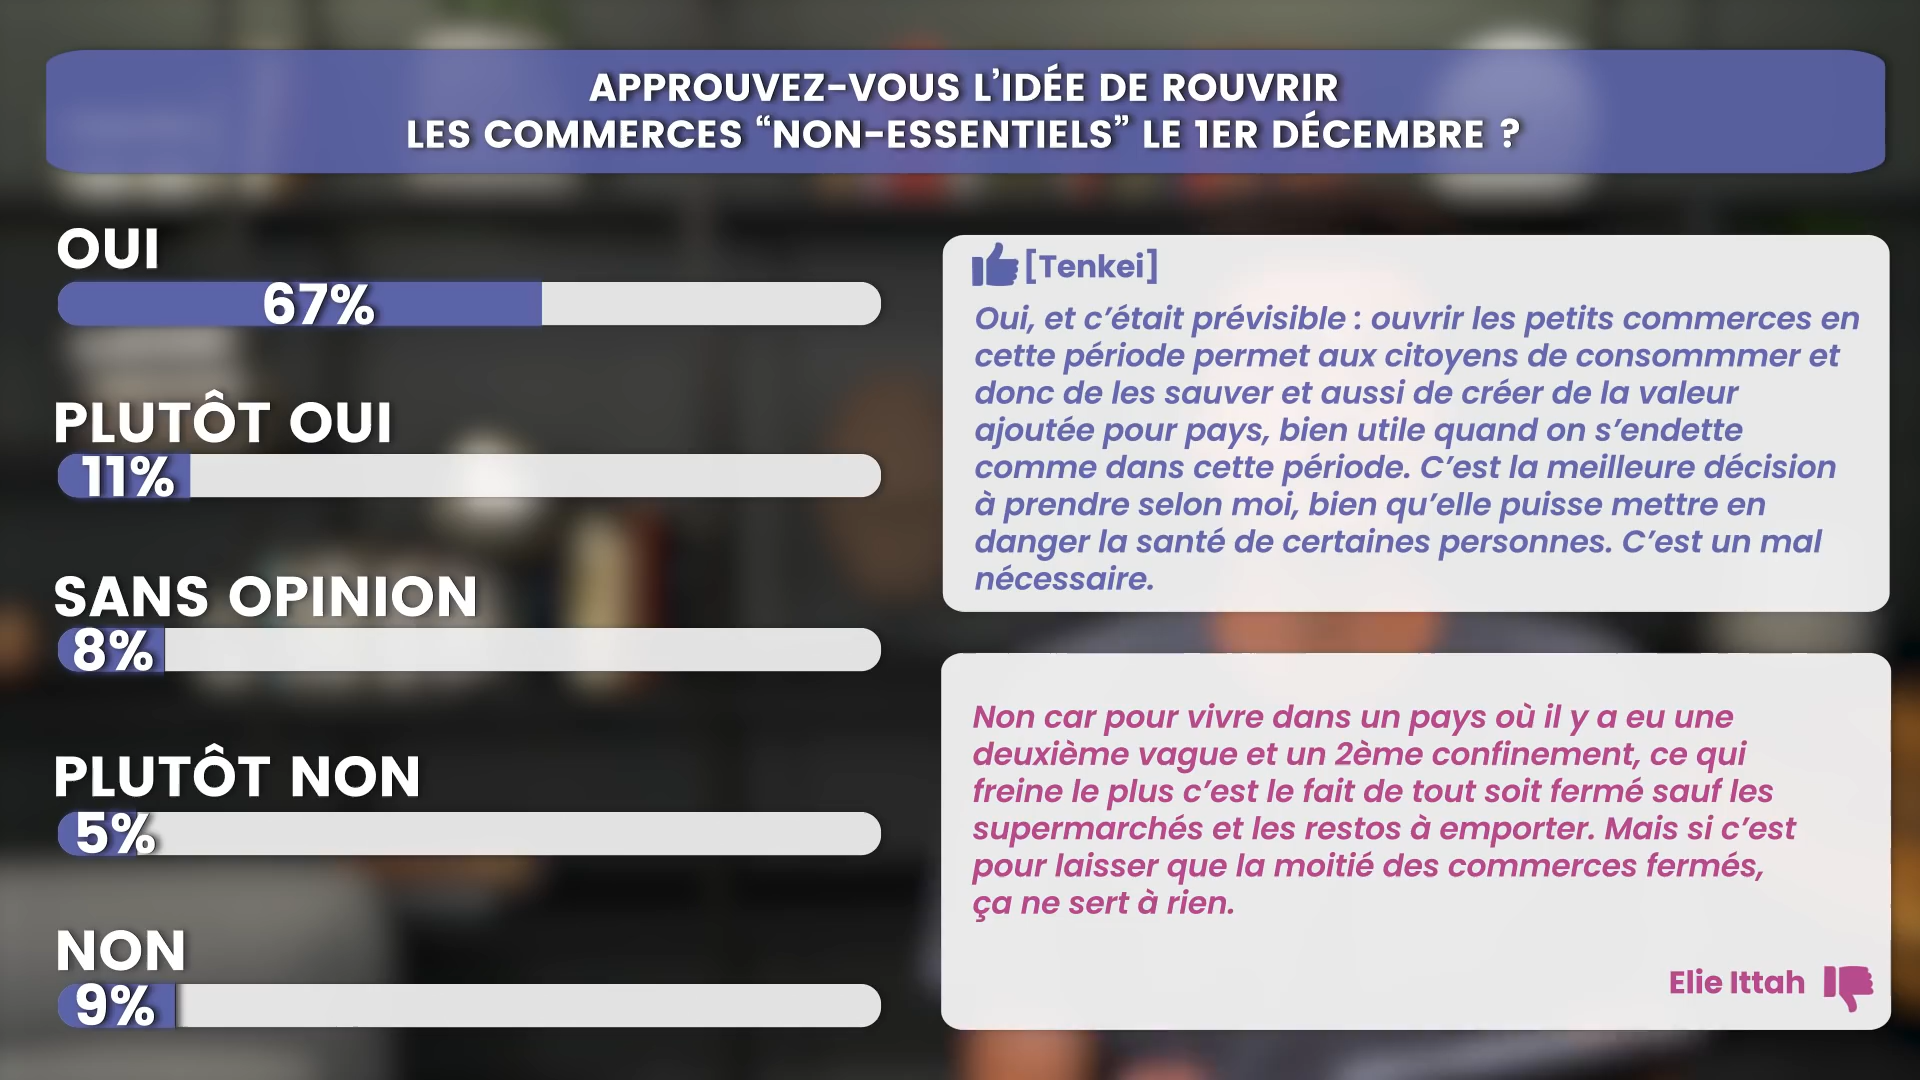 APPROUVEZ-VOUS L’IDÉE DE ROUVRIR
LES COMMERCES “NON-ESSENTIELS” LE 1ER DÉCEMBRE ?
OUI
67%
PLUTÔT OUI
11%
SANS OPINION
8%
PLUTÔT NON
5%
NON
9%
[Tenkei]
Oui, et c’était prévisible : ouvrir les petits commerces en
cette période permet aux citoyens de consommmer et
donc de les sauver et aussi de créer de la valeur
ajoutée pour pays, bien utile quand on s’endette
comme dans cette période. C’est la meilleure décision
à prendre selon moi, bien qu’elle puisse mettre en
danger la santé de certaines personnes. C’est un mal
nécessaire.
Non car pour vivre dans un pays où il y a eu une
deuxième vague et un 2ème confinement, ce qui
freine le plus c’est le fait de tout soit fermé sauf les
supermarchés et les restos à emporter. Mais si c’est
pour laisser que la moitié des commerces fermés,
ça ne sert à rien.
Elie Ittah